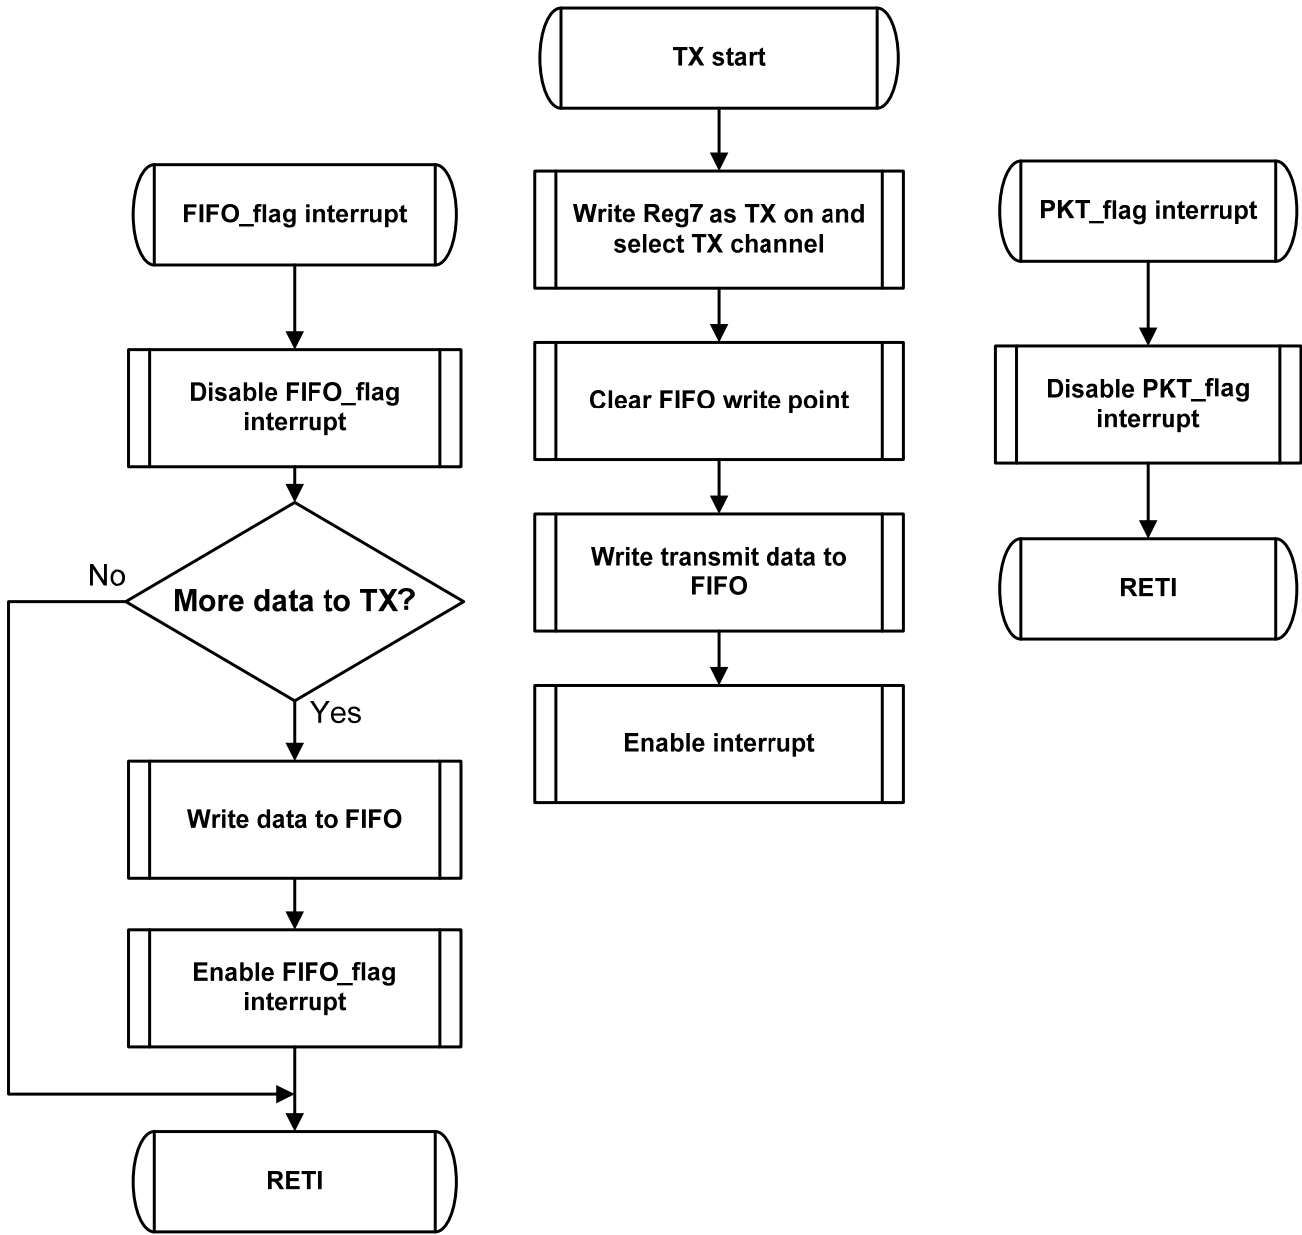 TX start
Write Reg7 as TX on and
select TX channel
Clear FIFO write point
Write transmit data to
FIFO
Enable interrupt
FIFO_flag interrupt
Disable FIFO_flag
interrupt
More data to TX?
No
Yes
Write data to FIFO
Enable FIFO_flag
interrupt
RETI
PKT_flag interrupt
Disable PKT_flag
interrupt
RETI